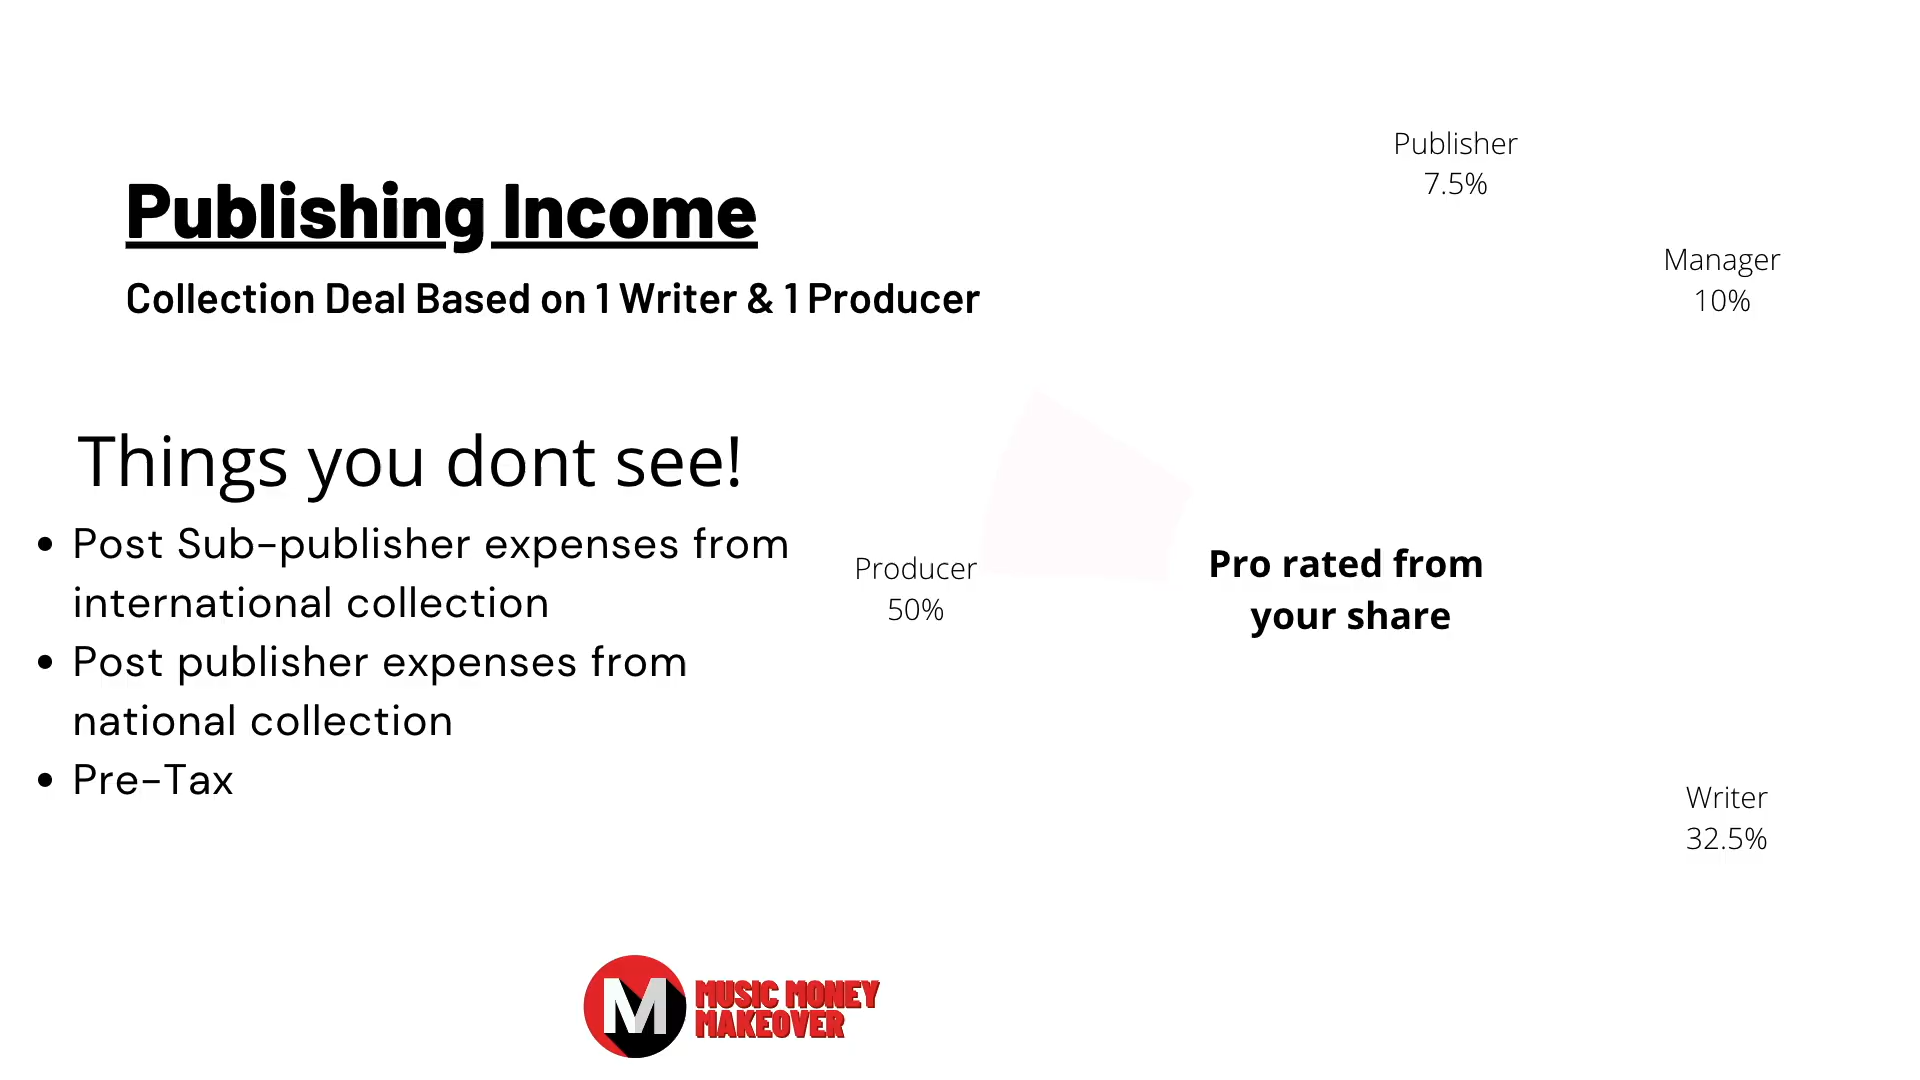 Publishing Income
Collection Deal Based on 1 Writer & 1 Producer
Things you dont see!
• Post Sub-publisher expenses from
international collection
• Post publisher expenses from
national collection
• Pre-Tax
Publisher
7.5%
Manager
10%
Producer
50%
Pro rated from
your share
Writer
32.5%
M
MUSIC MONEY
MAKEOVER